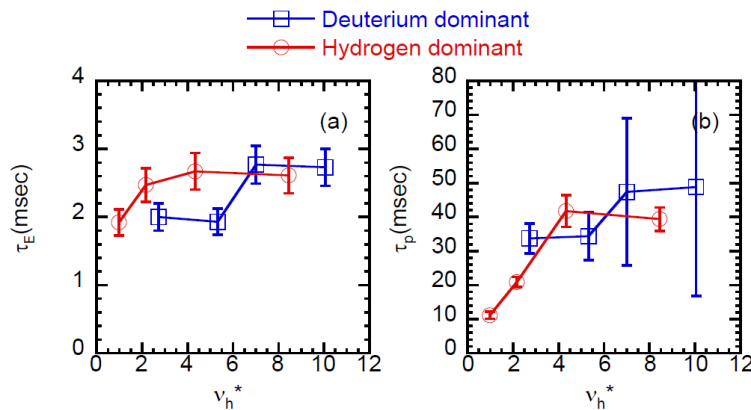 Deuterium dominant
Hydrogen dominant
(a)
τE(msec)
4
3
2
1
0
0 2 4 6 8 10 12
νh*
(b)
τp(msec)
80
70
60
50
40
30
20
10
0
0 2 4 6 8 10 12
νh*